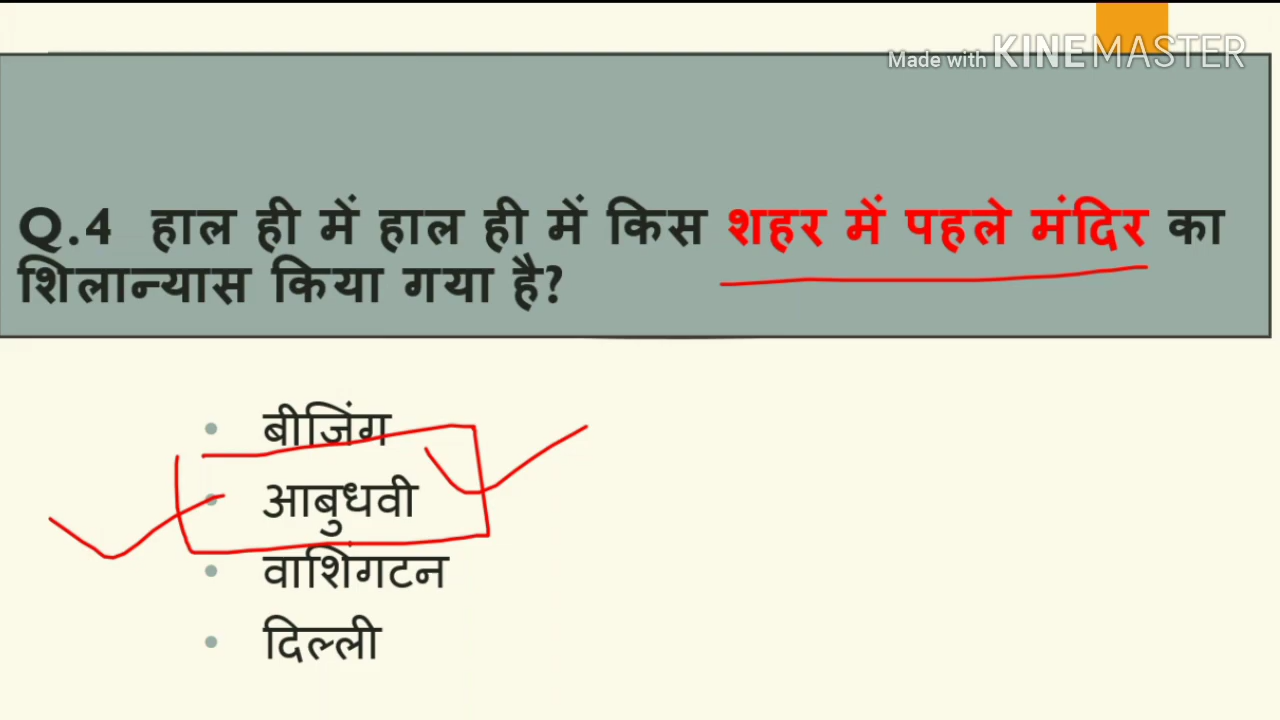 Made with KINEMASTER
Q.4 हाल ही में हाल ही में किस शहर में पहले मंदिर का
शिलान्यास किया गया है?
• बीजिंग
• आबुधवी
• वाशिंगटन
• दिल्ली